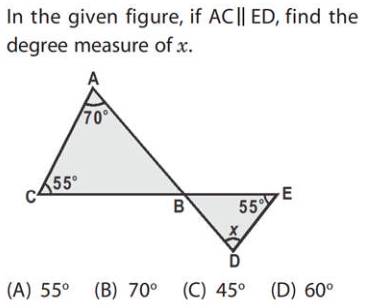 In the given figure, if AC|| ED, find the
degree measure of x.
A
70°
55°
C
B
55°
E
x
D
(A) 55° (B) 70° (C) 45° (D) 60°